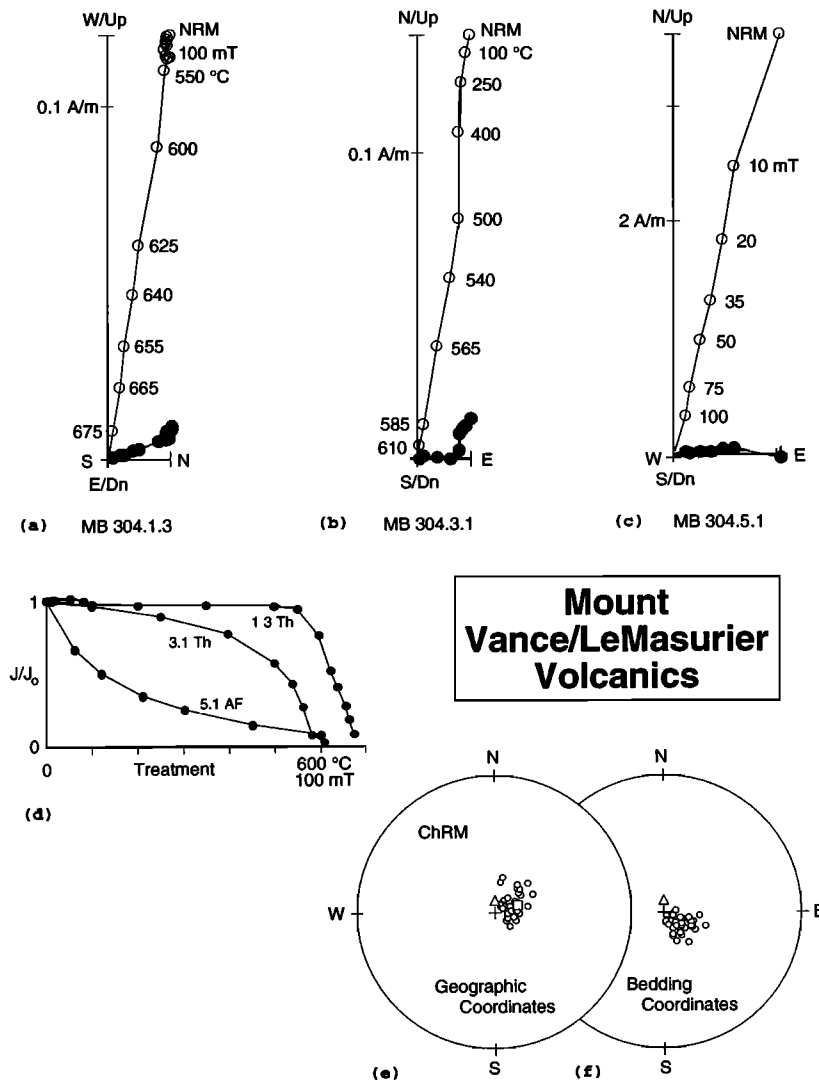 W/Up
NRM
100 mT
550 °C
0.1 A/m
600
625
640
655
665
675
S
N
E/Dn
(a) MB 304.1.3
N/Up
NRM
100 °C
250
0.1 A/m
400
500
540
565
585
610
E
S/Dn
(b) MB 304.3.1
N/Up
NRM
10 mT
2 A/m
20
35
50
75
100
W
E
S/Dn
(c) MB 304.5.1
1
1 3 Th
3.1 Th
J/Jo
5.1 AF
0
0
Treatment
600 °C
100 mT
(d)
Mount
Vance/LeMasurier
Volcanics
N
ChRM
W
Geographic
Coordinates
S
(e)
N
E
Bedding
Coordinates
S
(f)